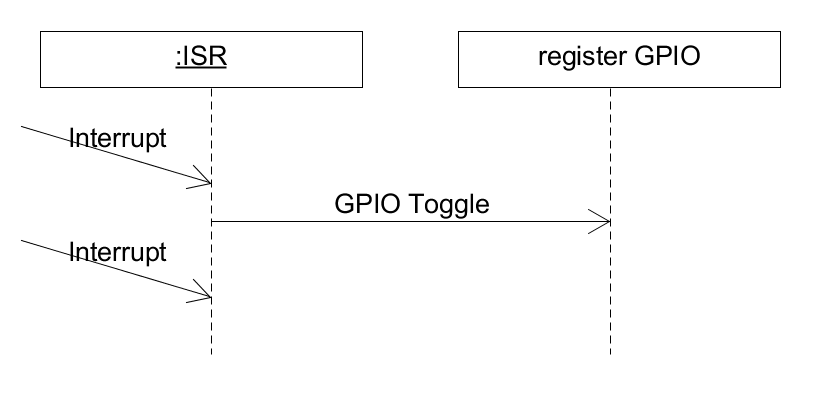 :ISR
register GPIO
Interrupt
GPIO Toggle
Interrupt